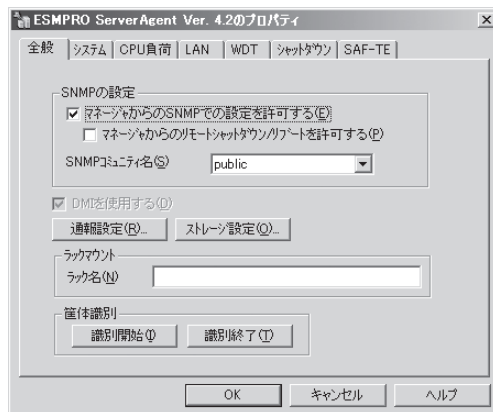 ESMPRO ServerAgent Ver. 4.2のプロパティ
全般 システム CPU負荷 LAN WDT シャットダウン SAF-TE
SNMPの設定
マネージャからのSNMPでの設定を許可する(E)
マネージャからのリモートシャットダウン/リブートを許可する(P)
SNMPコミュニティ名(S) public
DMIを使用する(D)
通報設定(R)... ストレージ設定(O)...
ラックマウント
ラック名(N)
筐体識別
識別開始(I) 識別終了(T)
OK キャンセル ヘルプ